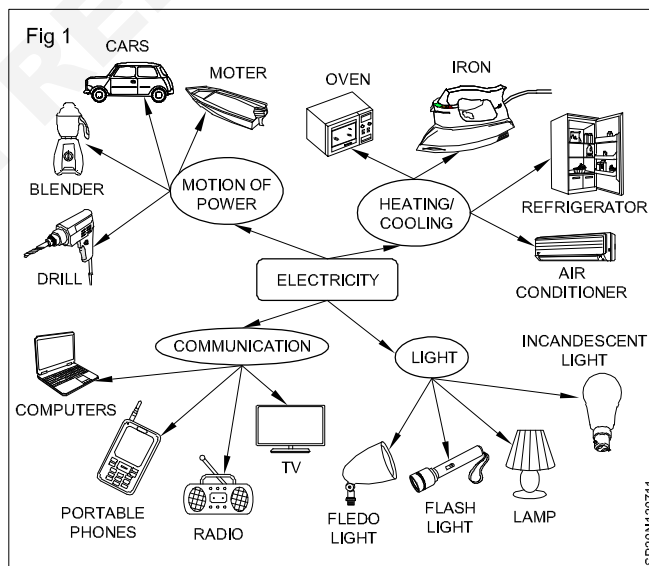 Fig 1
CARS
MOTER
OVEN
IRON
BLENDER
MOTION OF
POWER
HEATING/
COOLING
REFRIGERATOR
DRILL
ELECTRICITY
AIR
CONDITIONER
COMMUNICATION
LIGHT
INCANDESCENT
LIGHT
COMPUTERS
TV
PORTABLE
PHONES
RADIO
FLEDO
LIGHT
FLASH
LIGHT
LAMP